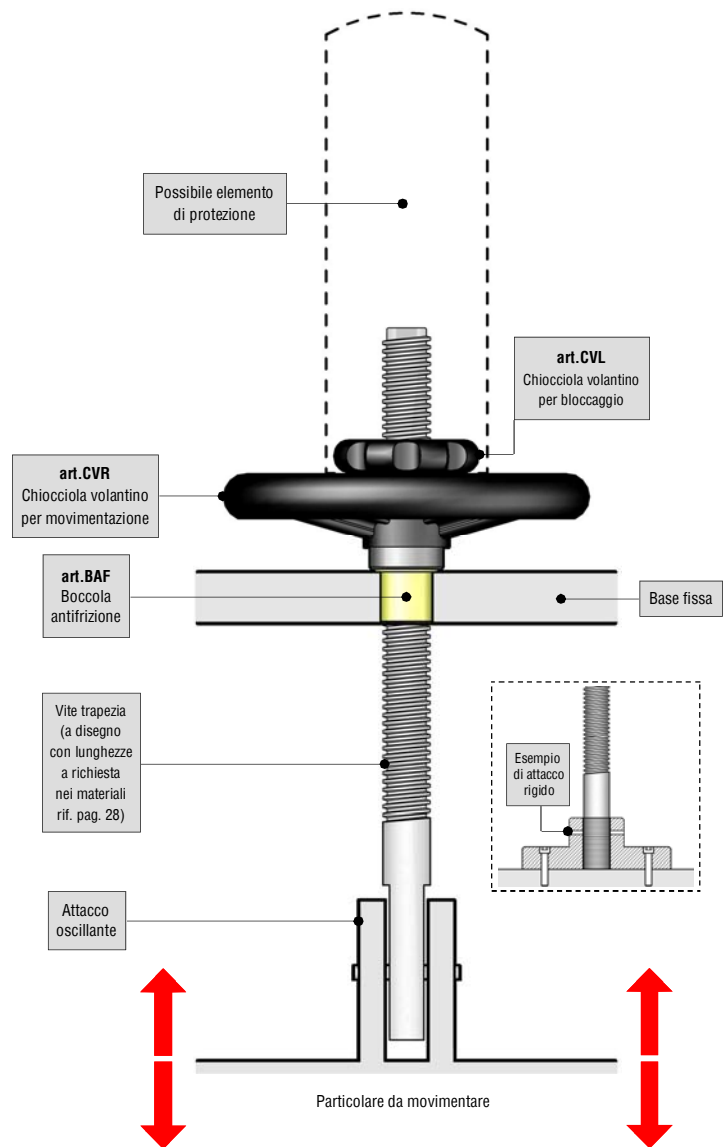 Possibile elemento
di protezione
art.CVL
Chiocciola volantino
per bloccaggio
art.CVR
Chiocciola volantino
per movimentazione
art.BAF
Boccola
antifrizione
Base fissa
Vite trapezia
(a disegno
con lunghezze
a richiesta
nei materiali
rif. pag. 28)
Esempio
di attacco
rigido
Attacco
oscillante
Particolare da movimentare